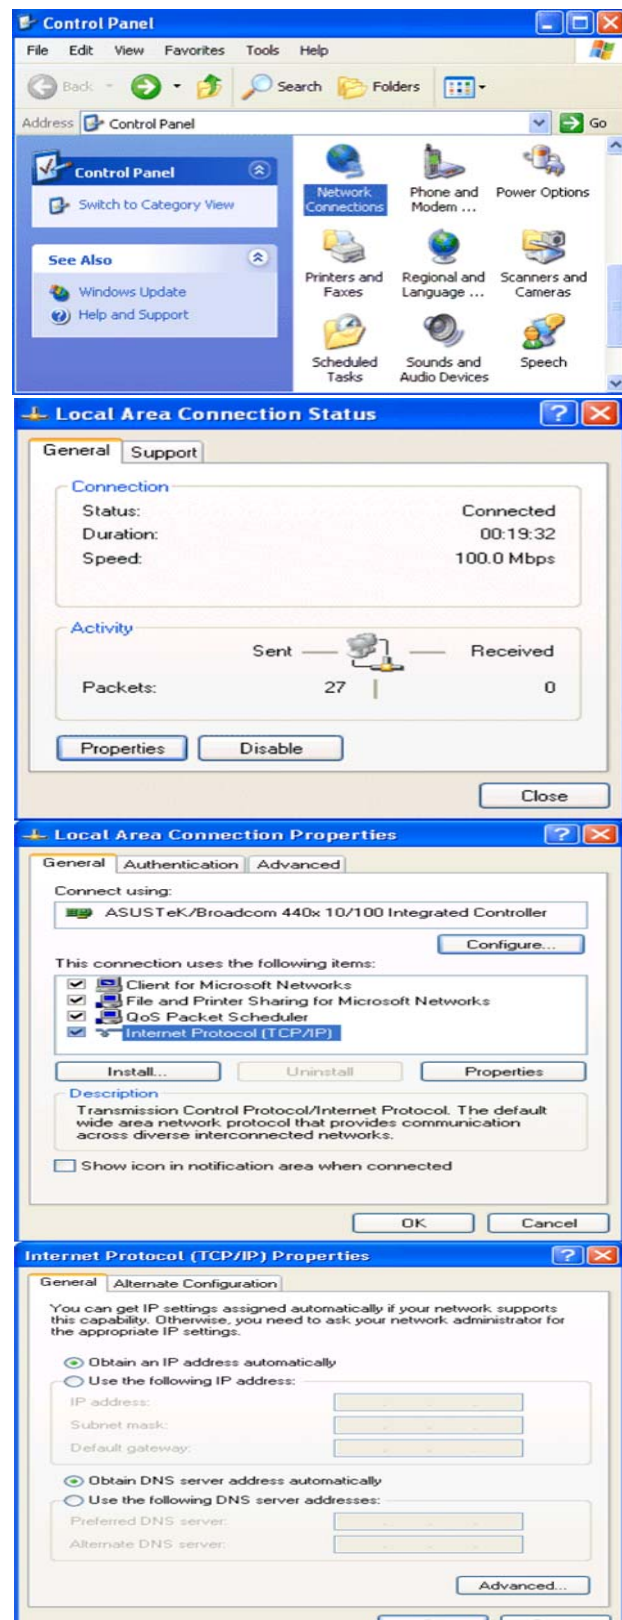 Control Panel
File Edit View Favorites Tools Help
Back Search Folders
Address Control Panel Go
Control Panel
Switch to Category View
See Also
Windows Update
Help and Support
Network Connections
Phone and Modem ...
Power Options
Printers and Faxes
Regional and Language ...
Scanners and Cameras
Scheduled Tasks
Sounds and Audio Devices
Speech
Local Area Connection Status
General Support
Connection
Status: Connected
Duration: 00:19:32
Speed: 100.0 Mbps
Activity
Sent Received
Packets: 27 0
Properties Disable
Close
Local Area Connection Properties
General Authentication Advanced
Connect using:
ASUSTeK/Broadcom 440x 10/100 Integrated Controller
Configure...
This connection uses the following items:
Client for Microsoft Networks
File and Printer Sharing for Microsoft Networks
QoS Packet Scheduler
Internet Protocol (TCP/IP)
Install... Uninstall Properties
Description
Transmission Control Protocol/Internet Protocol. The default
wide area network protocol that provides communication
across diverse interconnected networks.
Show icon in notification area when connected
OK Cancel
Internet Protocol (TCP/IP) Properties
General Alternate Configuration
You can get IP settings assigned automatically if your network supports
this capability. Otherwise, you need to ask your network administrator for
the appropriate IP settings.
Obtain an IP address automatically
Use the following IP address:
IP address:
Subnet mask:
Default gateway:
Obtain DNS server address automatically
Use the following DNS server addresses:
Preferred DNS server:
Alternate DNS server:
Advanced...